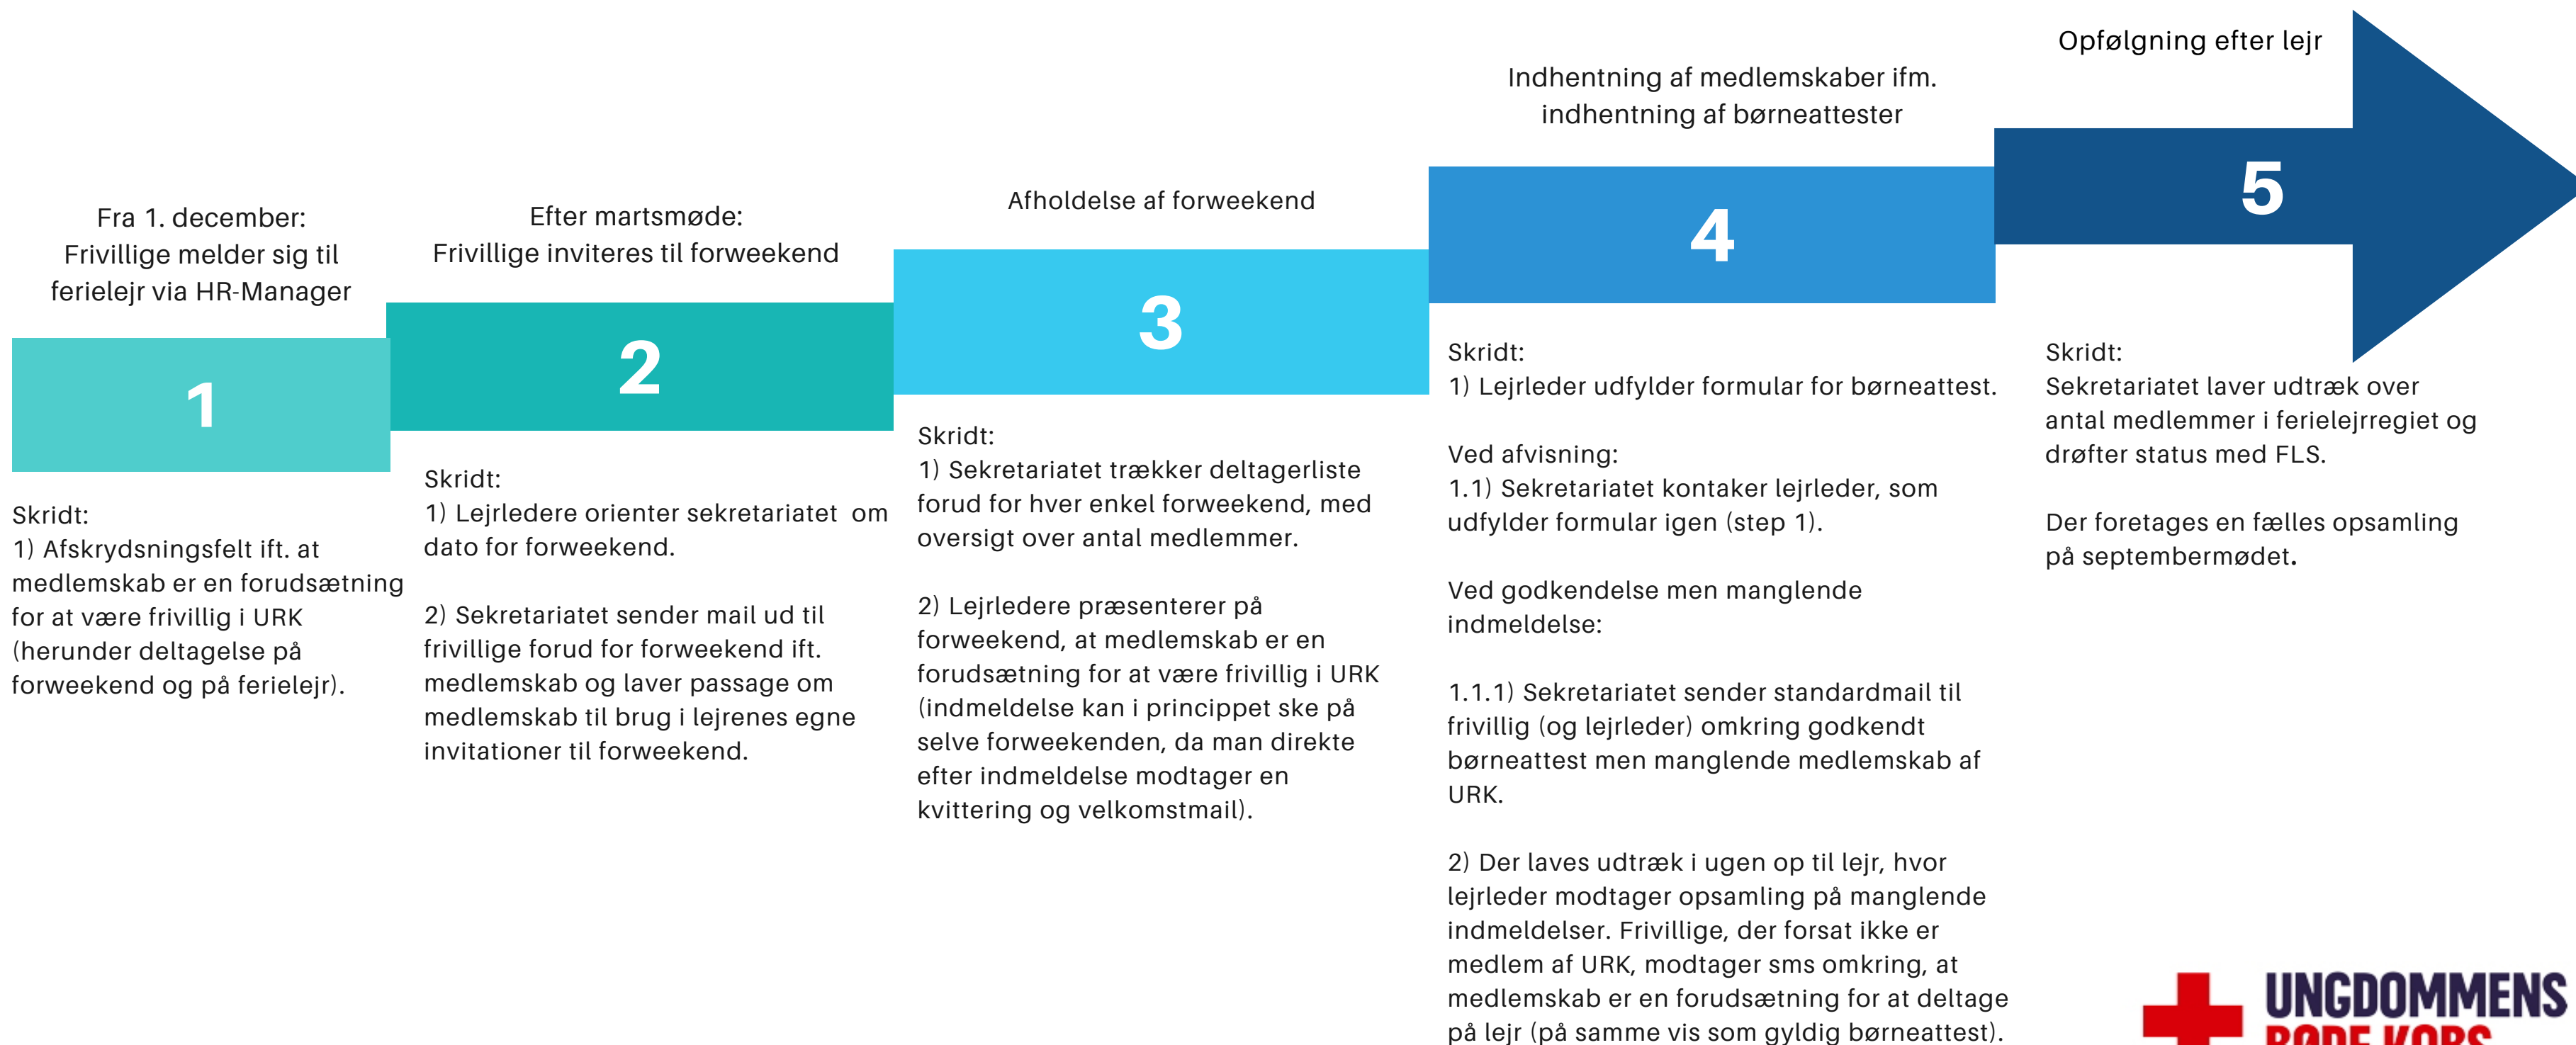 Fra 1. december:
Frivillige melder sig til
ferielejr via HR-Manager
1
Skridt:
1) Afskrydsningsfelt ift. at
medlemskab er en forudsætning
for at være frivillig i URK
(herunder deltagelse på
forweekend og på ferielejr).
Efter martsmøde:
Frivillige inviteres til forweekend
2
Skridt:
1) Lejrledere orienter sekretariatet  om
dato for forweekend.
2) Sekretariatet sender mail ud til
frivillige forud for forweekend ift.
medlemskab og laver passage om
medlemskab til brug i lejrenes egne
invitationer til forweekend.
Afholdelse af forweekend
3
Skridt:
1) Sekretariatet trækker deltagerliste
forud for hver enkel forweekend, med
oversigt over antal medlemmer.
2) Lejrledere præsenterer på
forweekend, at medlemskab er en
forudsætning for at være frivillig i URK
(indmeldelse kan i princippet ske på
selve forweekenden, da man direkte
efter indmeldelse modtager en
kvittering og velkomstmail).
Indhentning af medlemskaber ifm.
indhentning af børneattester
4
Skridt:
1) Lejrleder udfylder formular for børneattest.
Ved afvisning:
1.1) Sekretariatet kontaker lejrleder, som
udfylder formular igen (step 1).
Ved godkendelse men manglende
indmeldelse:
1.1.1) Sekretariatet sender standardmail til
frivillig (og lejrleder) omkring godkendt
børneattest men manglende medlemskab af
URK.
2) Der laves udtræk i ugen op til lejr, hvor
lejrleder modtager opsamling på manglende
indmeldelser. Frivillige, der forsat ikke er
medlem af URK, modtager sms omkring, at
medlemskab er en forudsætning for at deltage
på lejr (på samme vis som gyldig børneattest).
Opfølgning efter lejr
5
Skridt:
Sekretariatet laver udtræk over
antal medlemmer i ferielejrregiet og
drøfter status med FLS.
Der foretages en fælles opsamling
på septembermødet.
UNGDOMMENS
RØDE KORS